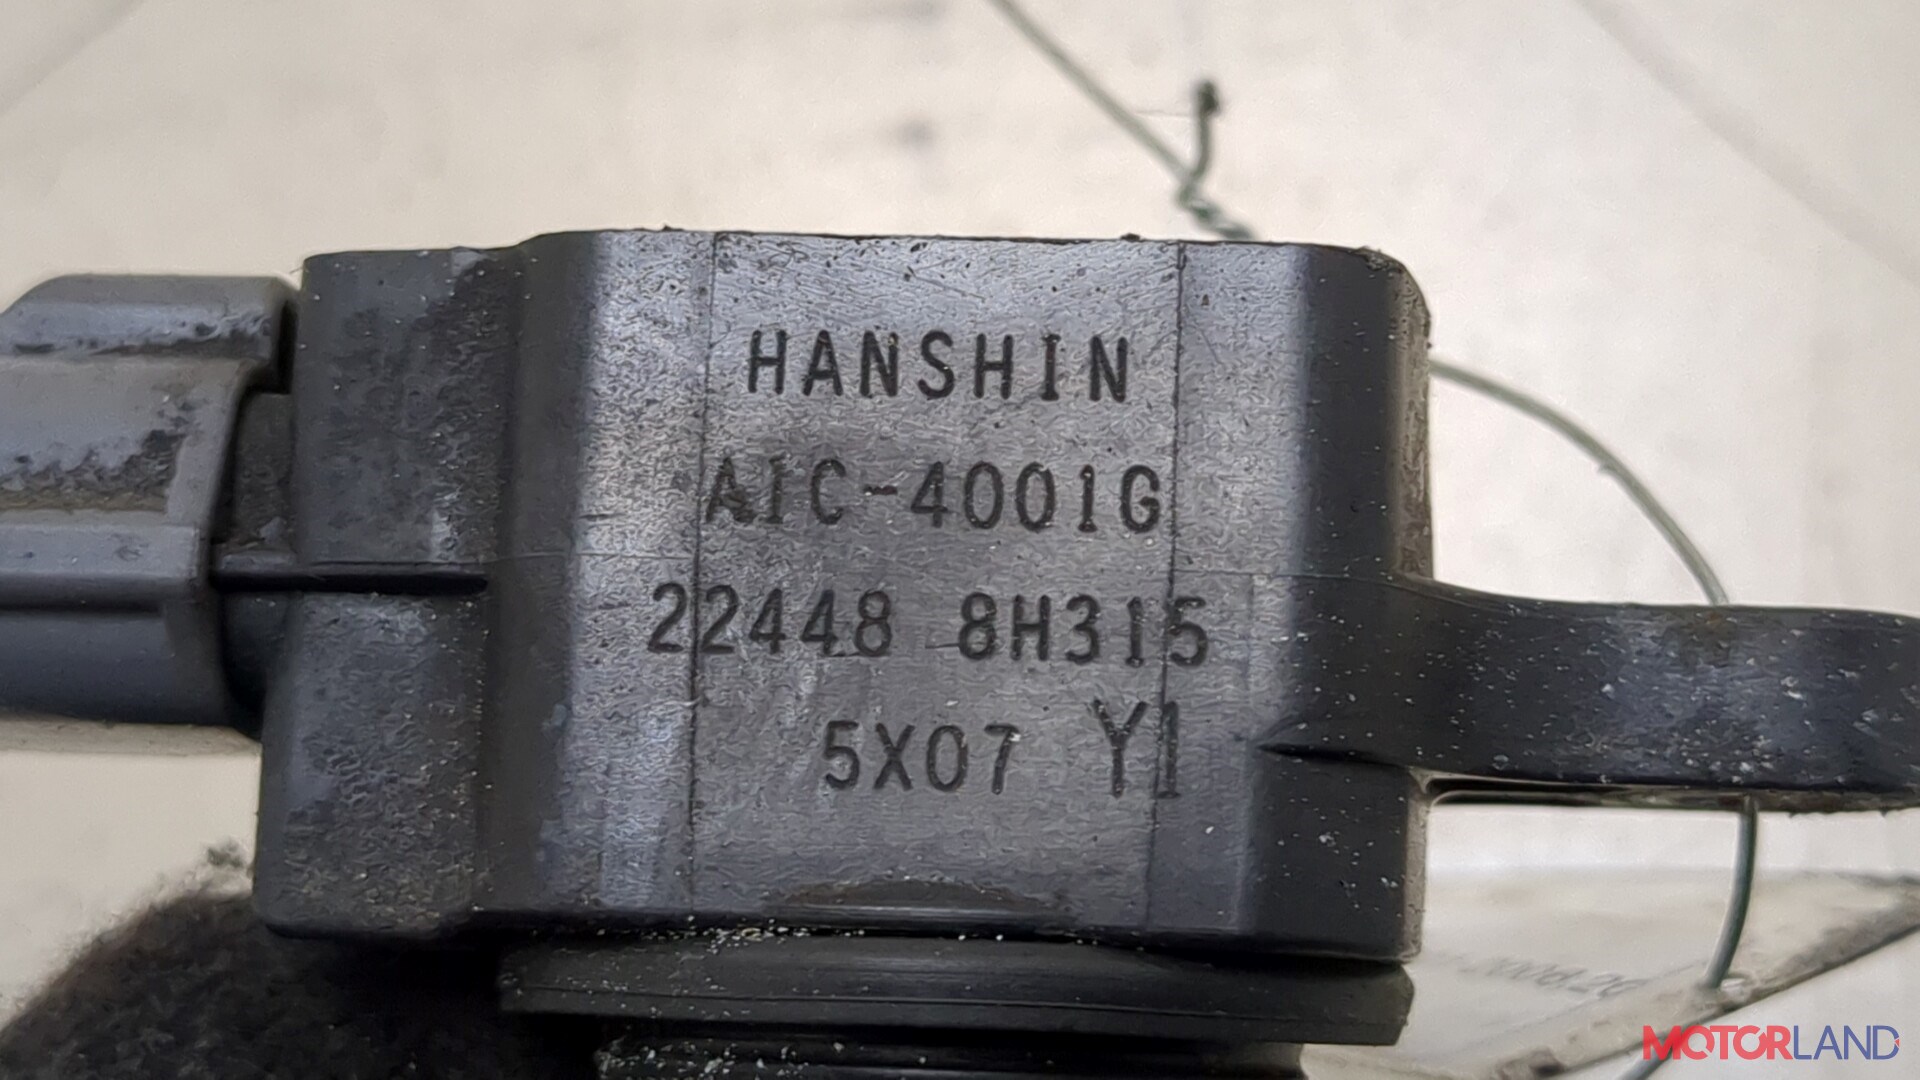 HANSHIN
AIC-4001G
22448 8H315
5X07 Y1
MOTORLAND